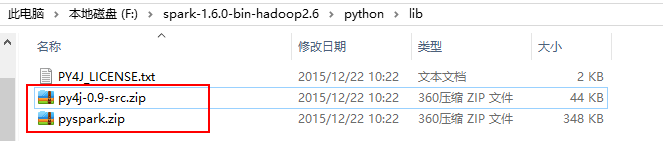 此电脑 > 本地磁盘 (F:) > spark-1.6.0-bin-hadoop2.6 > python > lib
名称 修改日期 类型 大小
PY4J_LICENSE.txt 2015/12/22 10:22 文本文档 2 KB
py4j-0.9-src.zip 2015/12/22 10:22 360压缩 ZIP 文件 44 KB
pyspark.zip 2015/12/22 10:22 360压缩 ZIP 文件 348 KB